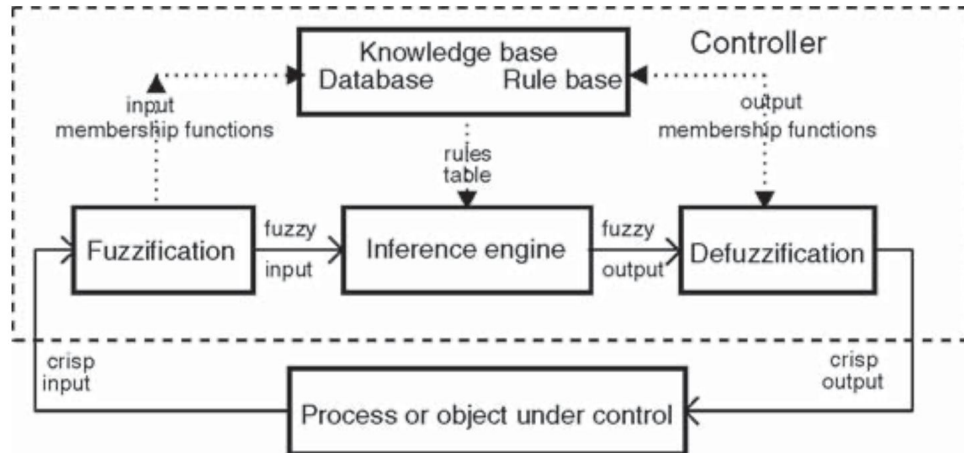 Controller
Knowledge base
Database Rule base
input
membership functions
output
membership functions
rules
table
Fuzzification
fuzzy
input
Inference engine
fuzzy
output
Defuzzification
crisp
input
crisp
output
Process or object under control